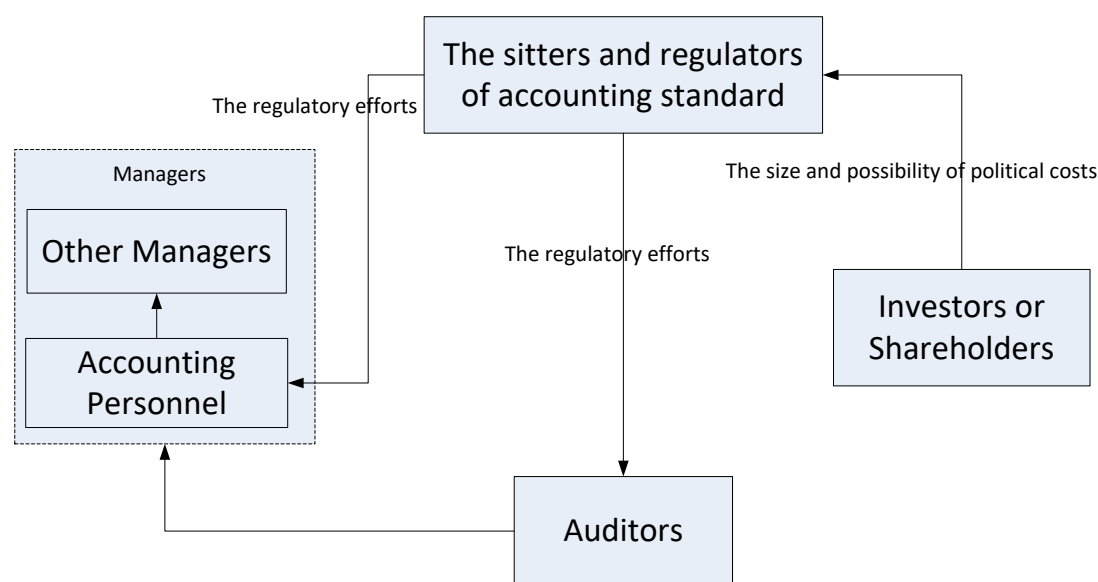 The sitters and regulators
of accounting standard
The regulatory efforts
Managers
The size and possibility of political costs
Other Managers
The regulatory efforts
Investors or
Shareholders
Accounting
Personnel
Auditors